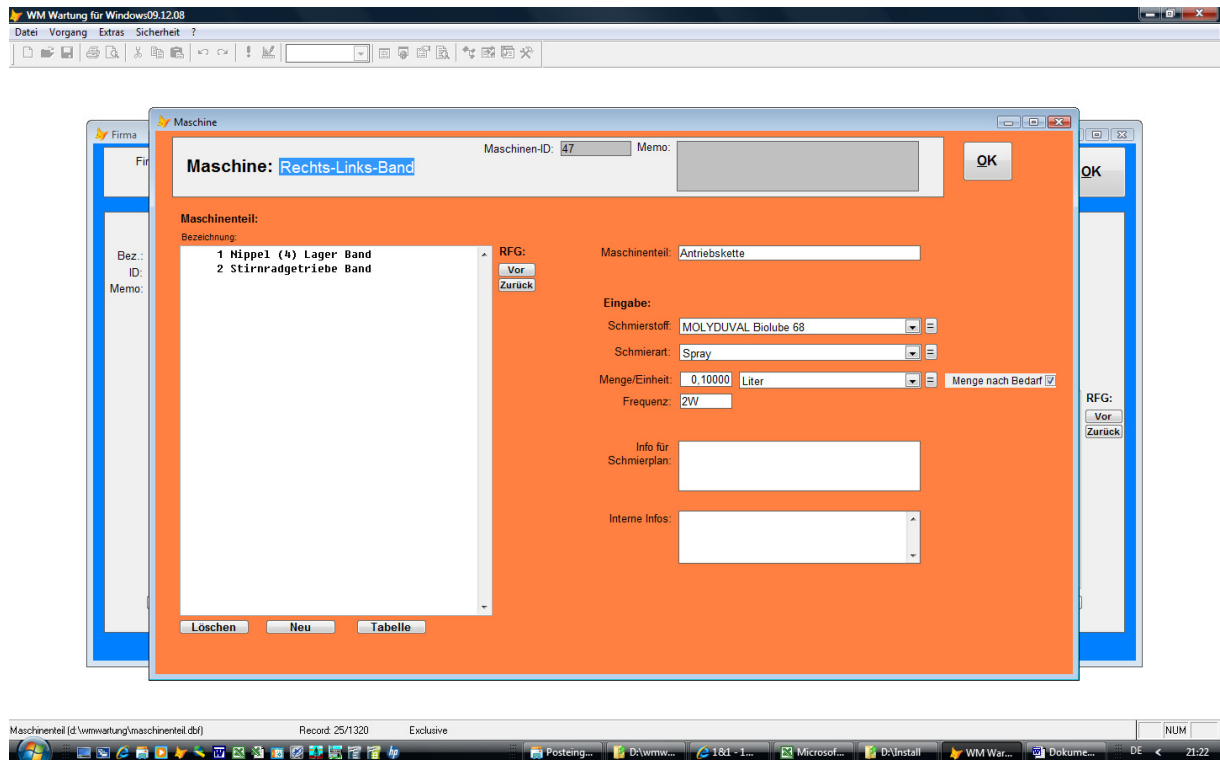 WM Wartung für Windows09.12.08
Datei Vorgang Extras Sicherheit ?
Firma
Maschine
Maschine: Rechts-Links-Band
Maschinen-ID: 47
Memo:
OK
OK
Maschinenteil:
Bezeichnung:
1 Nippel (4) Lager Band
2 Stirnradgetriebe Band
RFG:
Vor
Zurück
Maschinenteil: Antriebskette
Eingabe:
Schmierstoff: MOLYDUVAL Biolube 68 =
Schmierart: Spray =
Menge/Einheit: 0,10000 Liter = Menge nach Bedarf
Frequenz: 2W
Info für
Schmierplan:
Interne Infos:
Löschen Neu Tabelle
Bez.:
ID:
Memo:
RFG:
Vor
Zurück
Maschinenteil (d:\wmwartung\maschinenteil.dbf) Record: 25/1320 Exclusive NUM
Posteing... D:\wmw... 1&1 - 1... Microsof... D:\Install WM War... Dokume... DE < 21:22